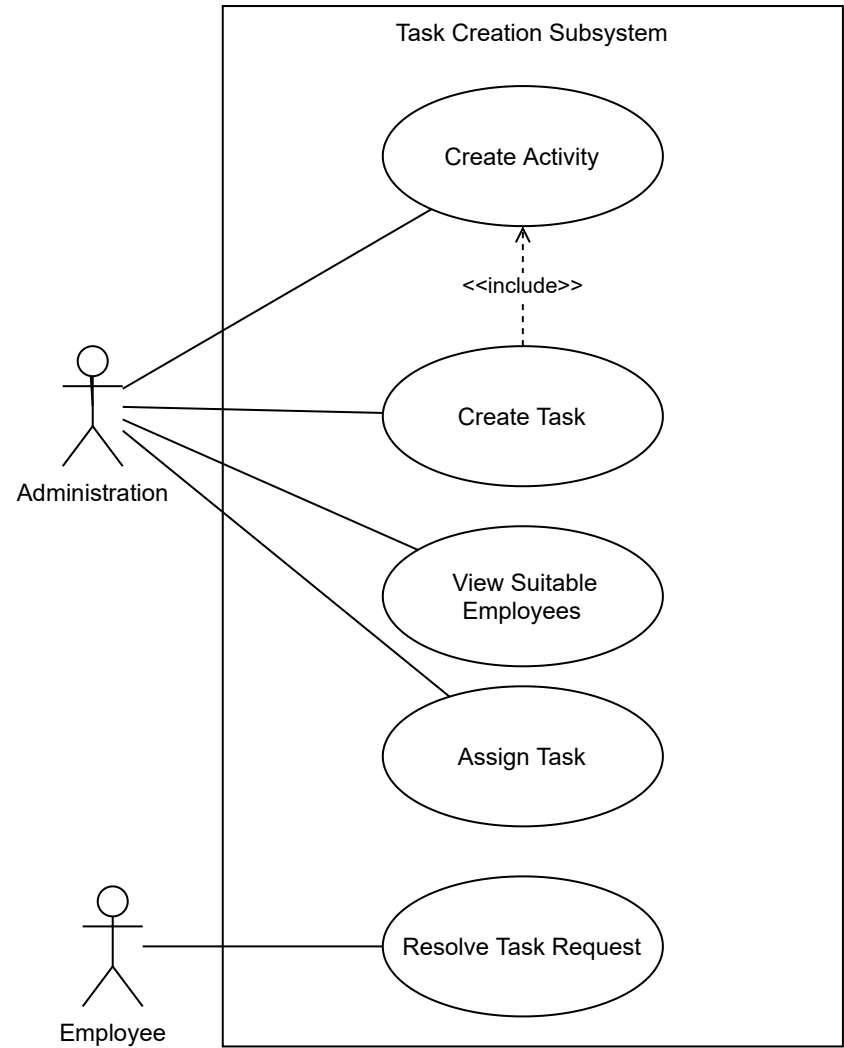 Task Creation Subsystem
Create Activity
<<include>>
Create Task
Administration
View Suitable
Employees
Assign Task
Resolve Task Request
Employee